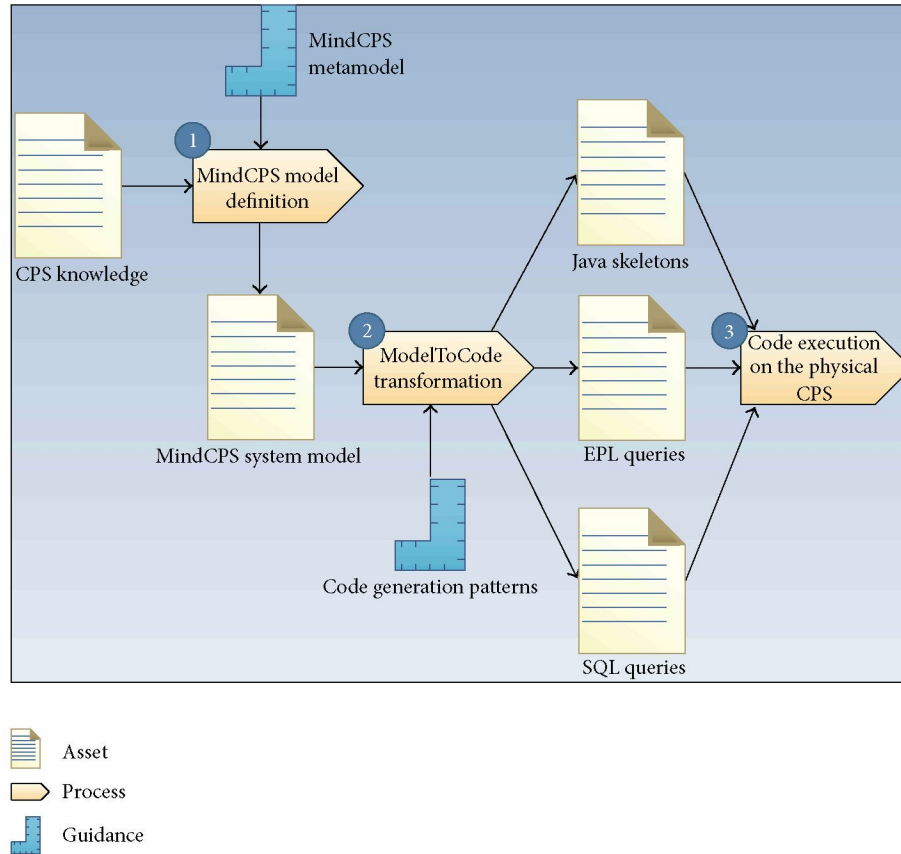 MindCPS
metamodel
1
MindCPS model
definition
CPS knowledge
Java skeletons
2
ModelToCode
transformation
3
Code execution
on the physical
CPS
MindCPS system model
EPL queries
Code generation patterns
SQL queries
Asset
Process
Guidance